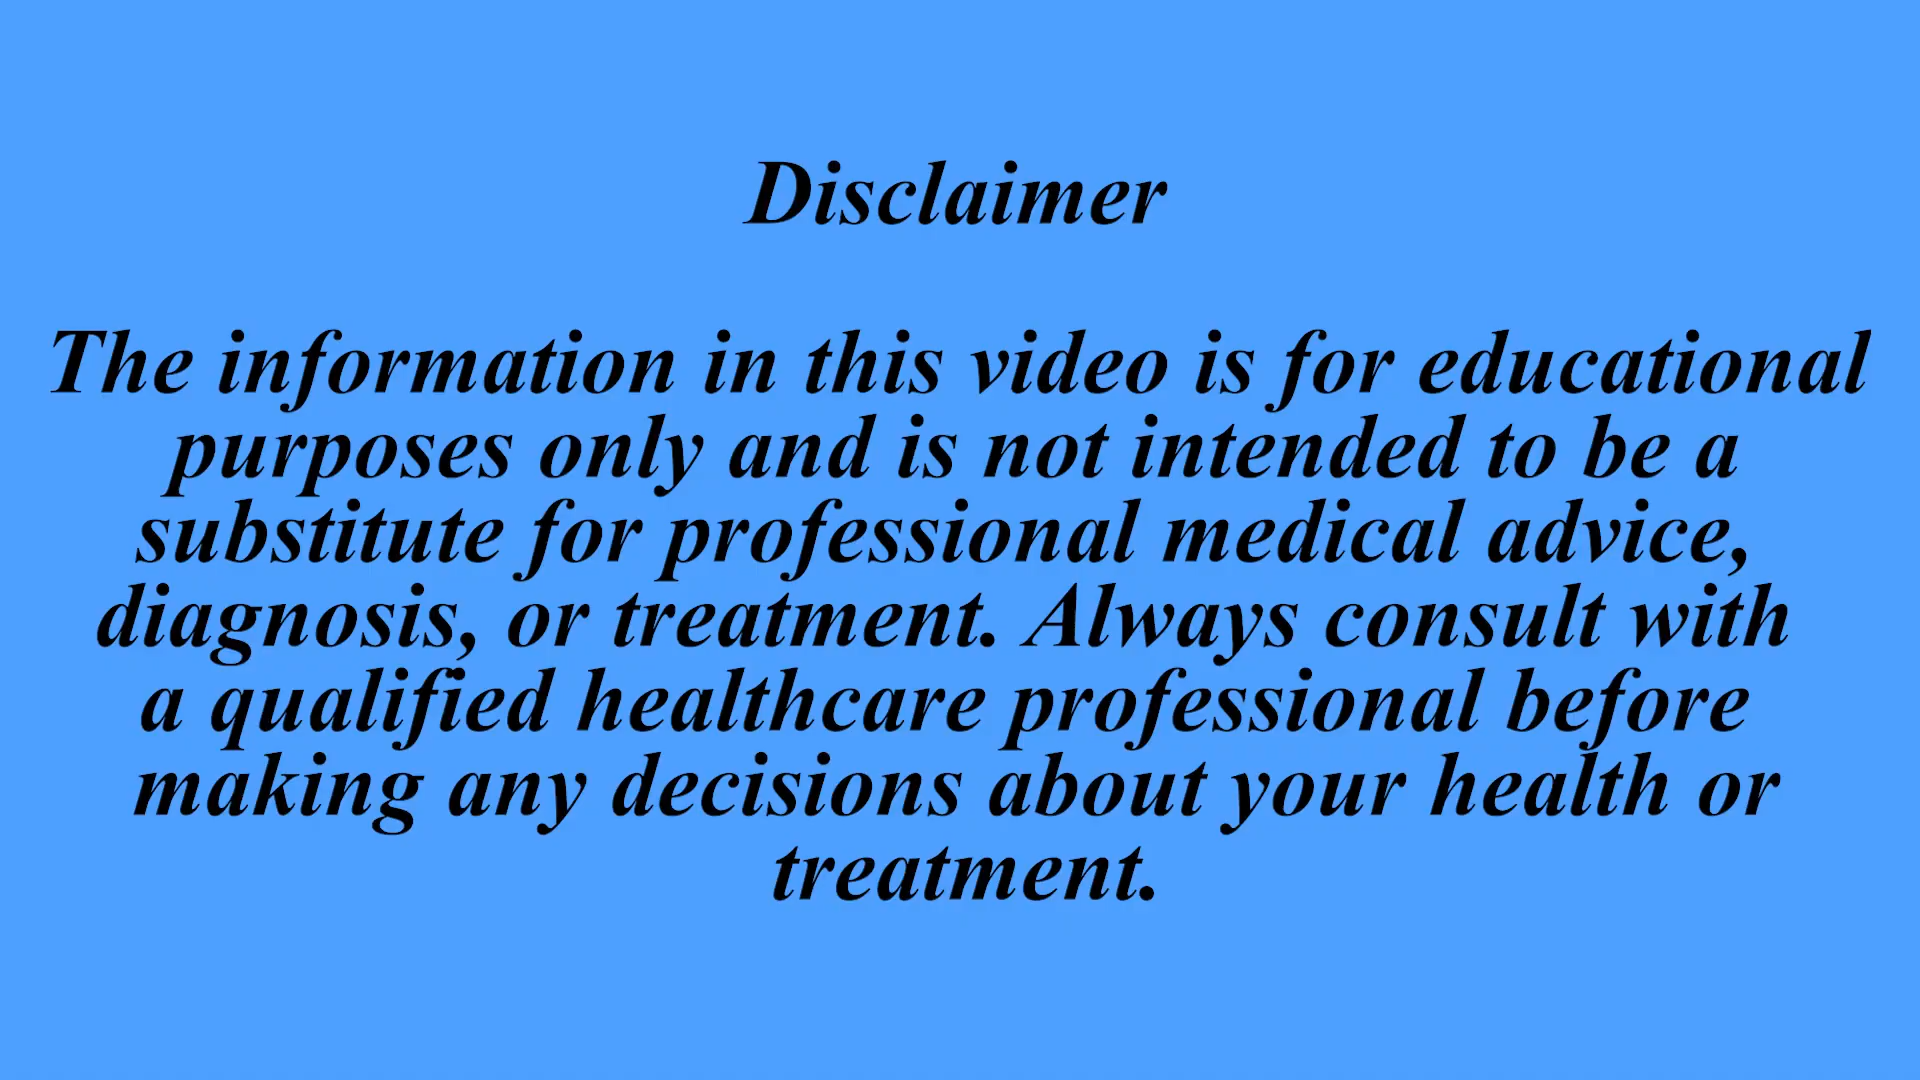 Disclaimer
The information in this video is for educational
purposes only and is not intended to be a
substitute for professional medical advice,
diagnosis, or treatment. Always consult with
a qualified healthcare professional before
making any decisions about your health or
treatment.